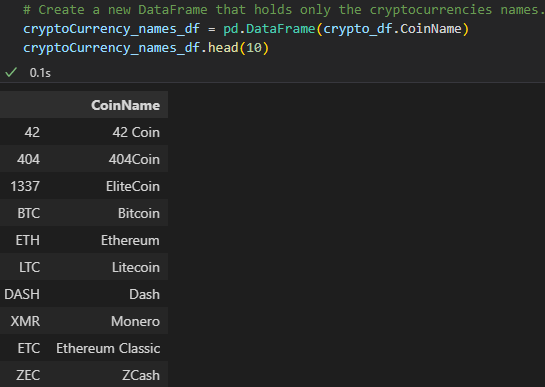 # Create a new DataFrame that holds only the cryptocurrencies names.
cryptoCurrency_names_df = pd.DataFrame(crypto_df.CoinName)
cryptoCurrency_names_df.head(10)
0.1s
CoinName
42 42 Coin
404 404Coin
1337 EliteCoin
BTC Bitcoin
ETH Ethereum
LTC Litecoin
DASH Dash
XMR Monero
ETC Ethereum Classic
ZEC ZCash